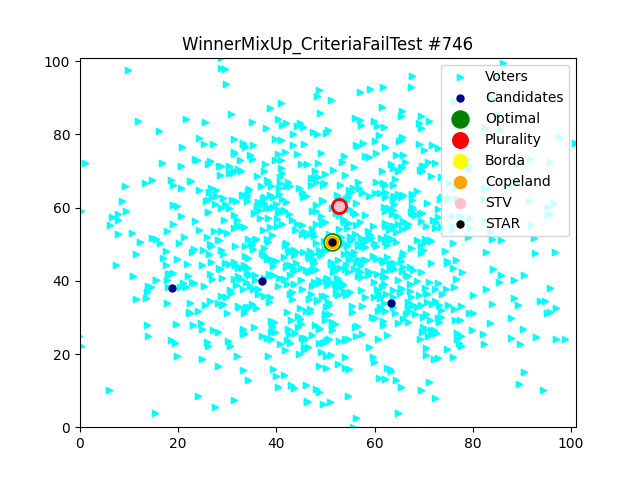 WinnerMixUp_CriteriaFailTest #746
100
80
60
40
20
0
0
20
40
60
80
100
Voters
Candidates
Optimal
Plurality
Borda
Copeland
STV
STAR